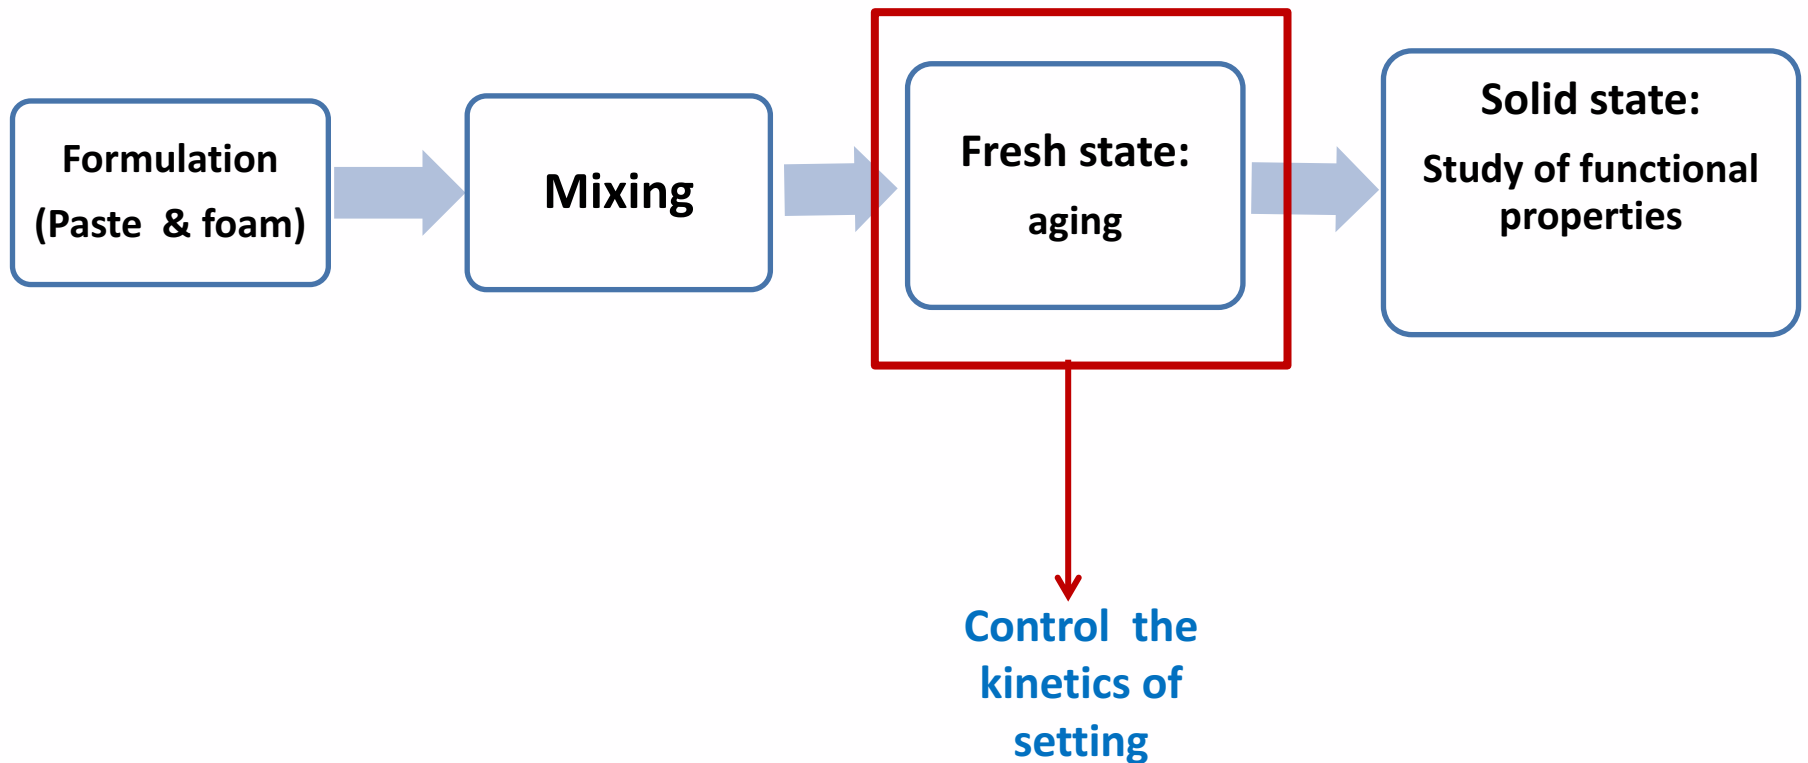 Formulation
(Paste & foam)
Mixing
Fresh state:
aging
Solid state:
Study of functional
properties
Control the
kinetics of
setting